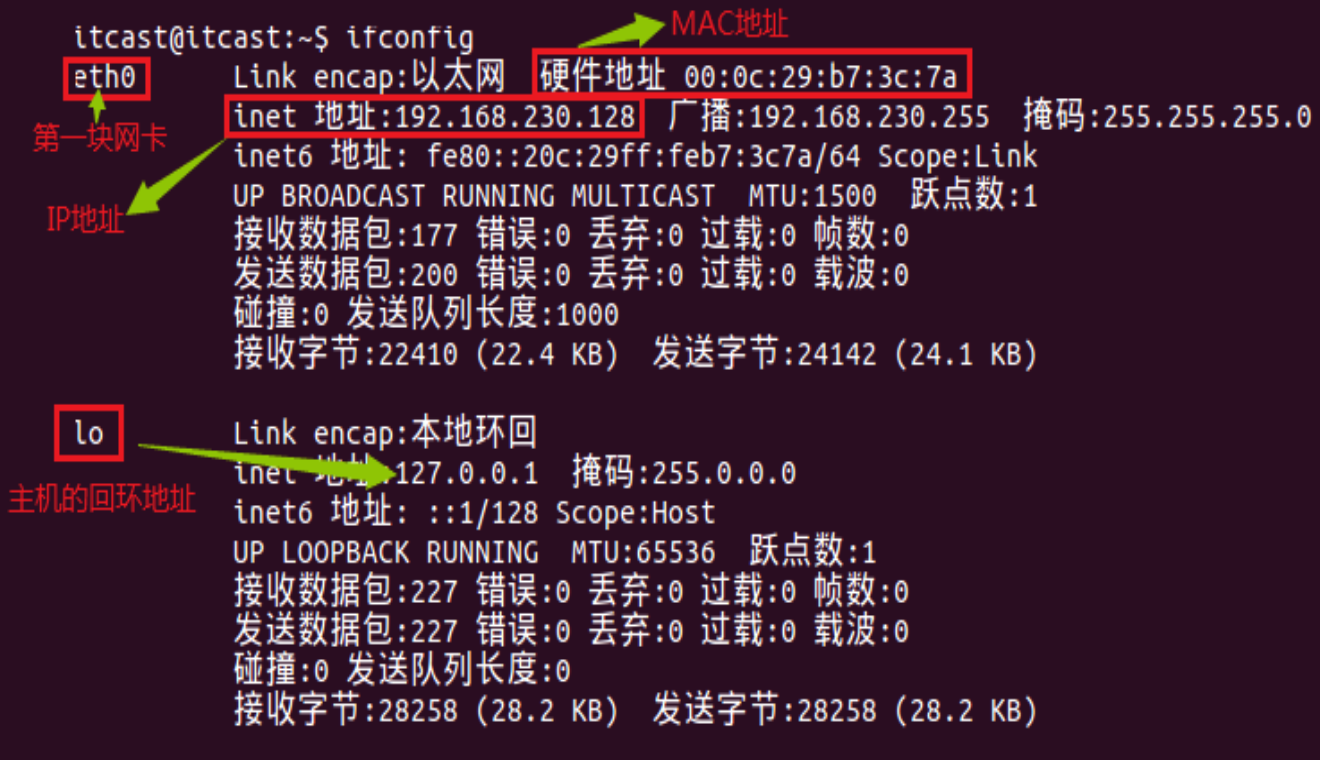 itcast@itcast:~$ ifconfig
MAC地址
eth0 Link encap:以太网 硬件地址 00:0c:29:b7:3c:7a
第一块网卡
inet 地址:192.168.230.128 广播:192.168.230.255 掩码:255.255.255.0
IP地址
inet6 地址: fe80::20c:29ff:feb7:3c7a/64 Scope:Link
UP BROADCAST RUNNING MULTICAST MTU:1500 跃点数:1
接收数据包:177 错误:0 丢弃:0 过载:0 帧数:0
发送数据包:200 错误:0 丢弃:0 过载:0 载波:0
碰撞:0 发送队列长度:1000
接收字节:22410 (22.4 KB) 发送字节:24142 (24.1 KB)
lo Link encap:本地环回
主机的回环地址
inet 地址:127.0.0.1 掩码:255.0.0.0
inet6 地址: ::1/128 Scope:Host
UP LOOPBACK RUNNING MTU:65536 跃点数:1
接收数据包:227 错误:0 丢弃:0 过载:0 帧数:0
发送数据包:227 错误:0 丢弃:0 过载:0 载波:0
碰撞:0 发送队列长度:0
接收字节:28258 (28.2 KB) 发送字节:28258 (28.2 KB)